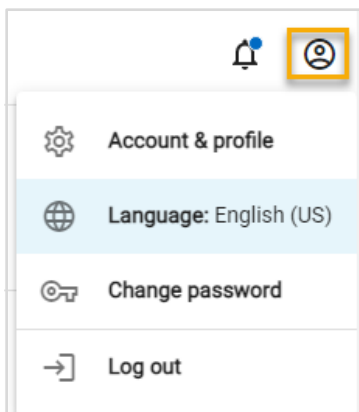 Account & profile
Language: English (US)
Change password
Log out